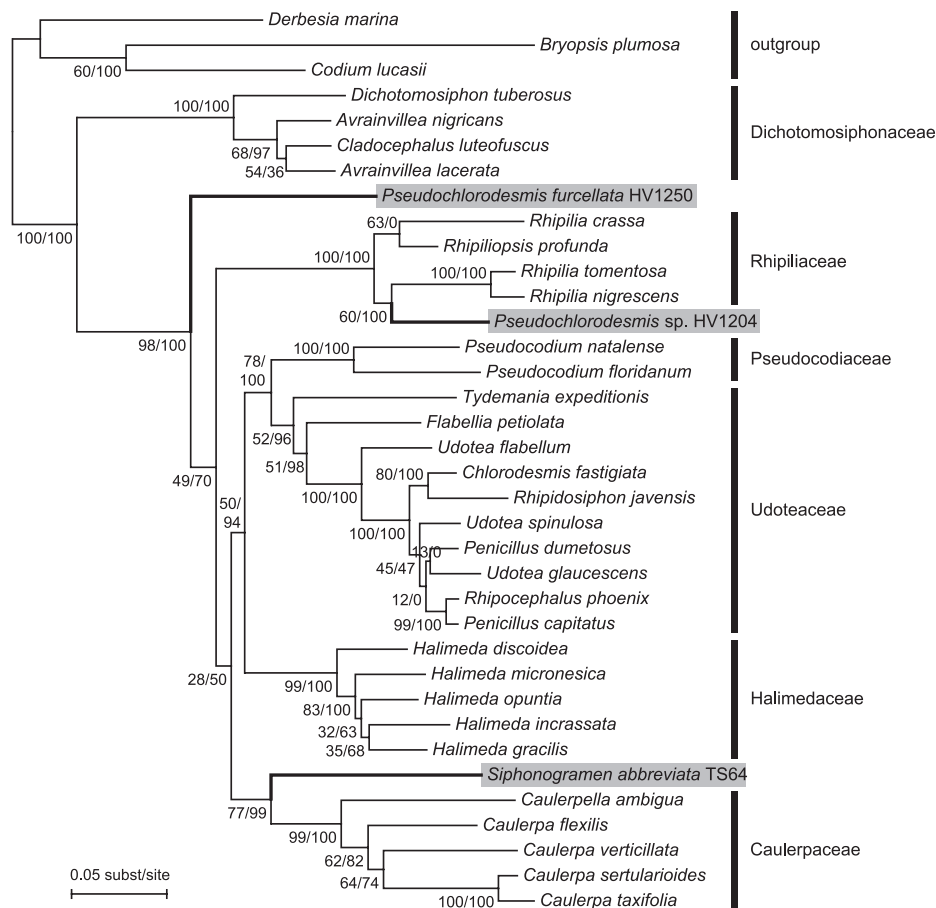 Derbesia marina
Bryopsis plumosa
outgroup
60/100
Codium lucasii
100/100
Dichotomosiphon tuberosus
Avrainvillea nigricans
Dichotomosiphonaceae
68/97
Cladocephalus luteofuscus
54/36
Avrainvillea lacerata
Pseudochlorodesmis furcellata HV1250
63/0
Rhipilia crassa
100/100
Rhipiliopsis profunda
100/100
Rhipiliaceae
100/100
Rhipilia tomentosa
Rhipilia nigrescens
60/100
Pseudochlorodesmis sp. HV1204
98/100
100/100
Pseudocodium natalense
78/
100
Pseudocodiaceae
Pseudocodium floridanum
Tydemania expeditionis
52/96
Flabellia petiolata
51/98
Udotea flabellum
49/70
80/100
Chlorodesmis fastigiata
100/100
Rhipidosiphon javensis
50/
94
Udoteaceae
100/100
Udotea spinulosa
13/0
Penicillus dumetosus
45/47
Udotea glaucescens
12/0
Rhipocephalus phoenix
99/100
Penicillus capitatus
Halimeda discoidea
28/50
99/100
Halimeda micronesica
83/100
Halimeda opuntia
Halimedaceae
32/63
Halimeda incrassata
35/68
Halimeda gracilis
Siphonogramen abbreviata TS64
77/99
Caulerpella ambigua
99/100
Caulerpa flexilis
62/82
Caulerpa verticillata
Caulerpaceae
64/74
0.05 subst/site
Caulerpa sertularioides
100/100
Caulerpa taxifolia